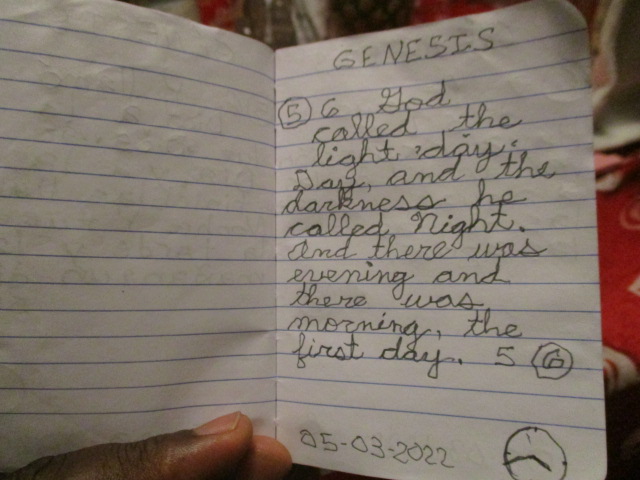 GENESIS
5 6 God
called the
light day.
Day, and the
darkness he
called Night.
And there was
evening and
there was
morning, the
first day. 5 6
05-03-2022